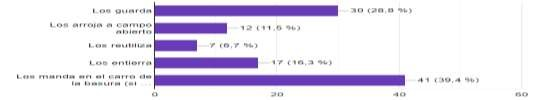 Los guarda
30 (28,8 %)
Los arroja a campo
abierto
12 (11,5 %)
Los reutiliza
7 (6,7 %)
Los entierra
17 (16,3 %)
Los manda en el carro de
la basura (si ...
41 (39,4 %)
0 20 40 60